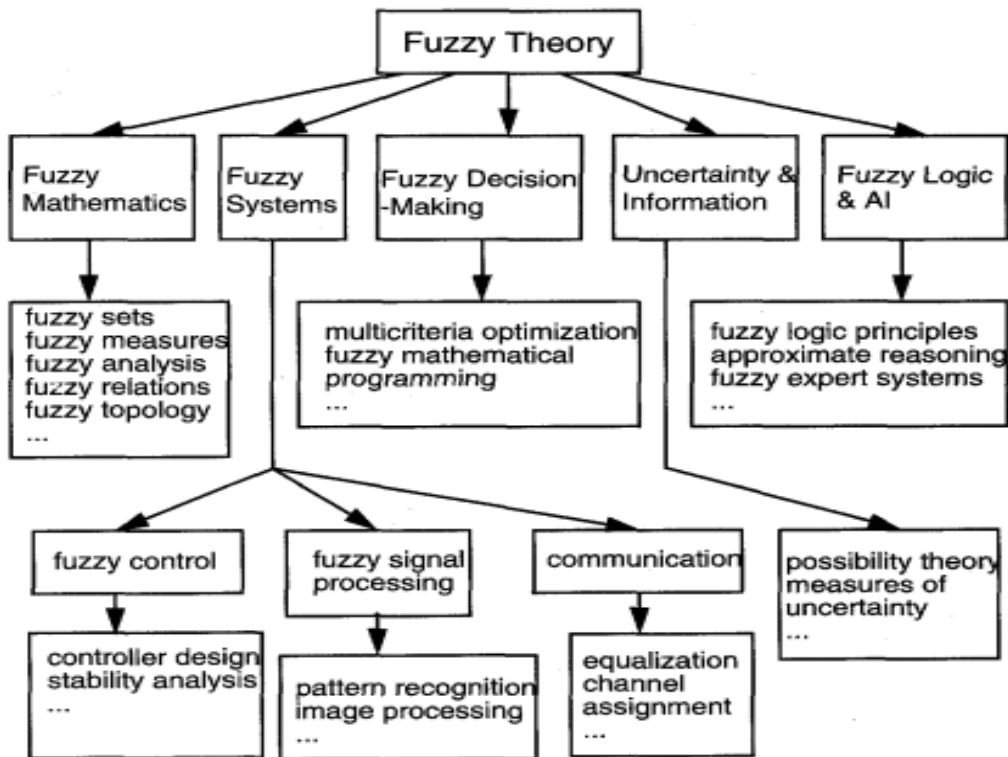 Fuzzy Theory
Fuzzy
Mathematics
Fuzzy
Systems
Fuzzy Decision
-Making
Uncertainty &
Information
Fuzzy Logic
& AI
fuzzy sets
fuzzy measures
fuzzy analysis
fuzzy relations
fuzzy topology
...
multicriteria optimization
fuzzy mathematical
programming
...
fuzzy logic principles
approximate reasoning
fuzzy expert systems
...
fuzzy control
fuzzy signal
processing
communication
possibility theory
measures of
uncertainty
...
controller design
stability analysis
...
pattern recognition
image processing
...
equalization
channel
assignment
...